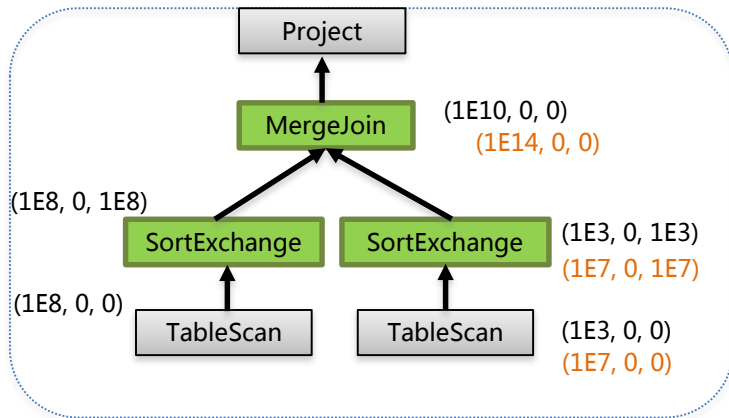 Project
MergeJoin
(1E10, 0, 0)
(1E14, 0, 0)
(1E8, 0, 1E8)
SortExchange
SortExchange
(1E3, 0, 1E3)
(1E7, 0, 1E7)
(1E8, 0, 0)
TableScan
TableScan
(1E3, 0, 0)
(1E7, 0, 0)